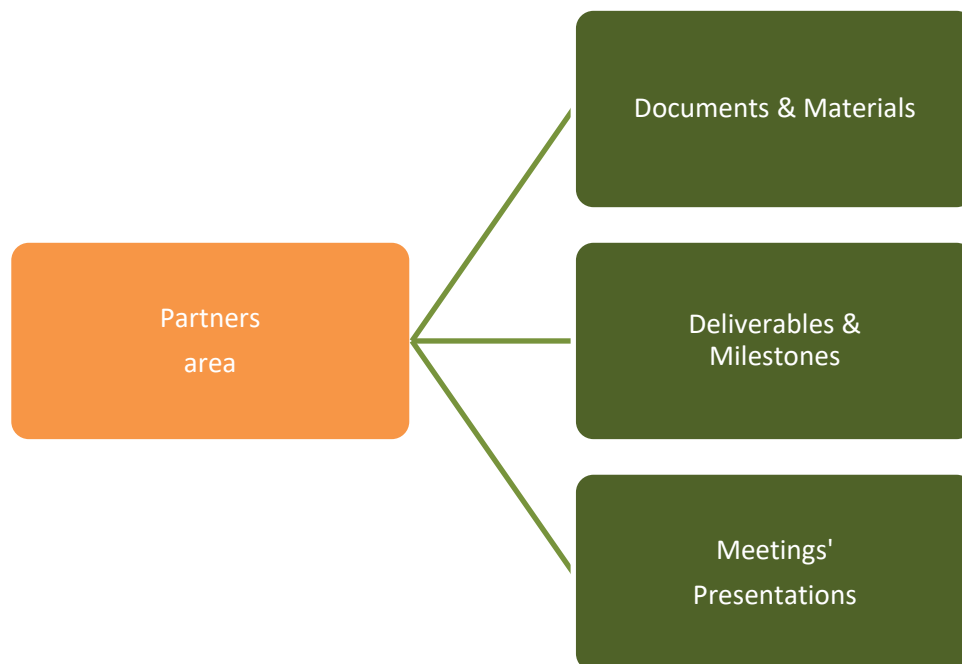 Documents & Materials
Partners
area
Deliverables &
Milestones
Meetings'
Presentations